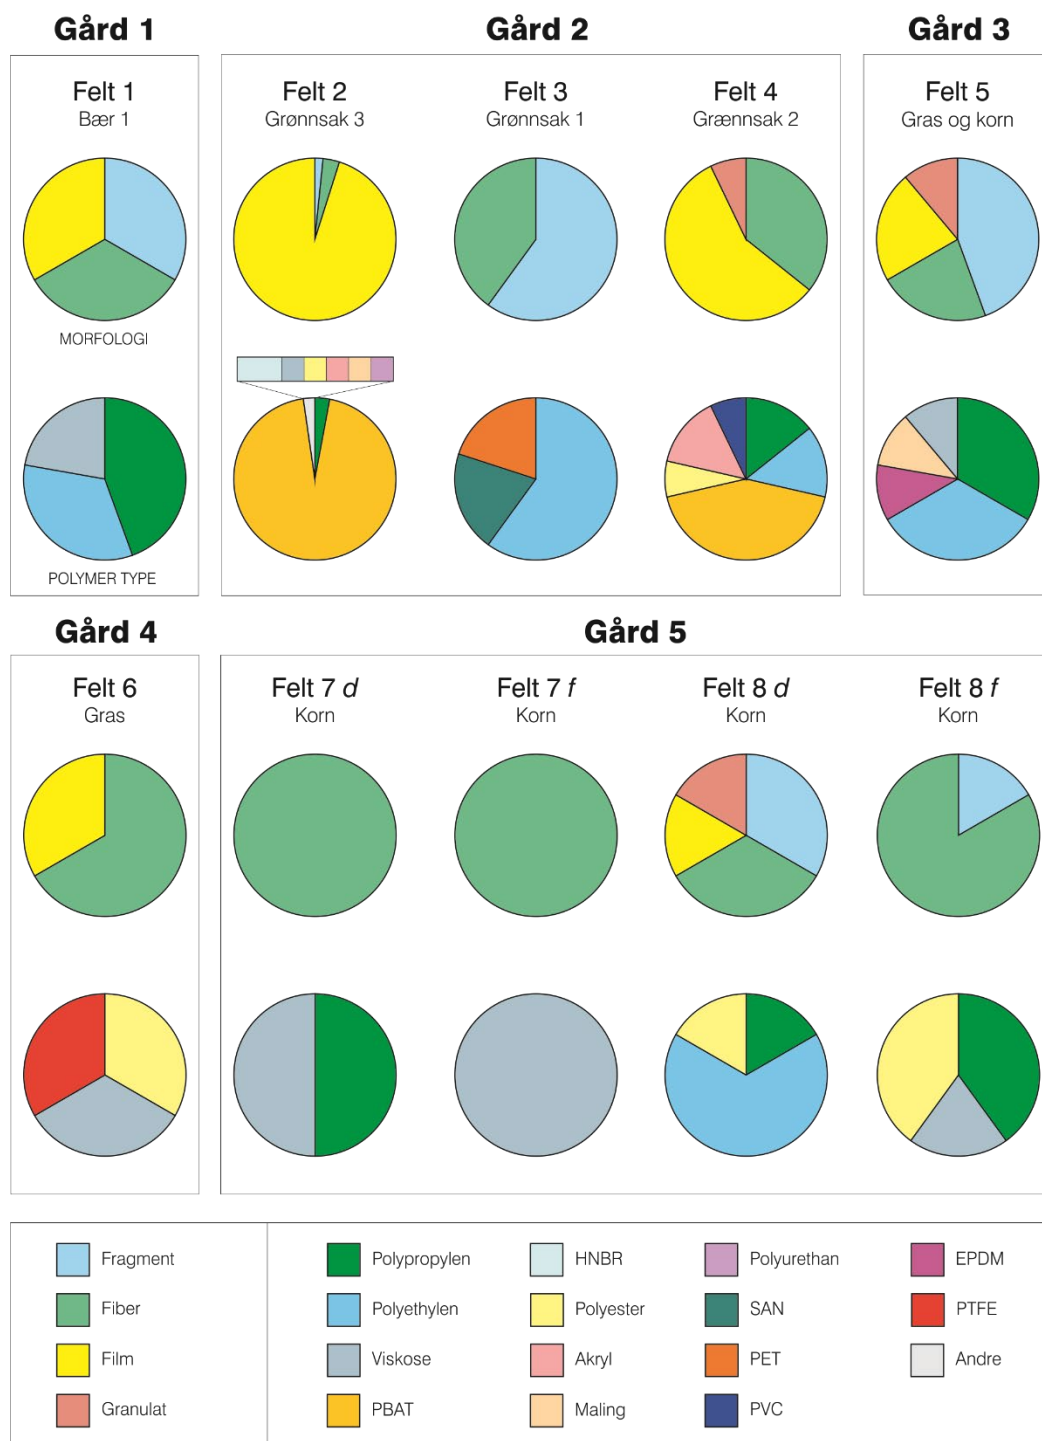 Gård 1
Gård 2
Gård 3
Felt 1
Bær 1
Felt 2
Grønnsak 3
Felt 3
Grønnsak 1
Felt 4
Grænnsak 2
Felt 5
Gras og korn
MORFOLOGI
POLYMER TYPE
Gård 4
Gård 5
Felt 6
Gras
Felt 7 d
Korn
Felt 7 f
Korn
Felt 8 d
Korn
Felt 8 f
Korn
Fragment
Fiber
Film
Granulat
Polypropylen
Polyethylen
Viskose
PBAT
HNBR
Polyester
Akryl
Maling
Polyurethan
SAN
PET
PVC
EPDM
PTFE
Andre